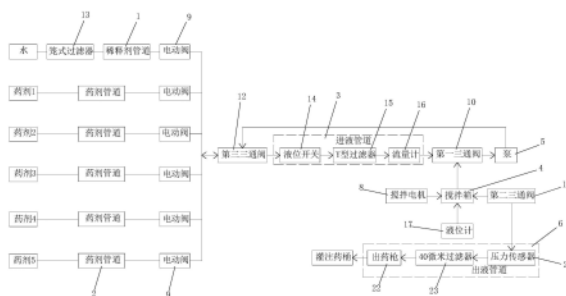 13 1 9
水 笼式过滤器 稀释剂管道 电动阀
药剂1 药剂管道 电动阀
12 14 3 15 16 10
药剂2 药剂管道 电动阀
进液管道
5
第三三通阀 液位开关 Y型过滤器 流量计 第一三通阀 泵
4
药剂3 药剂管道 电动阀
8 搅拌电机 搅拌箱 第二三通阀
17 液位计
6
药剂4 药剂管道 电动阀
灌注药桶 出药枪 40微米过滤器 压力传感器
药剂5 药剂管道 电动阀
22 23 出液管道
2 9